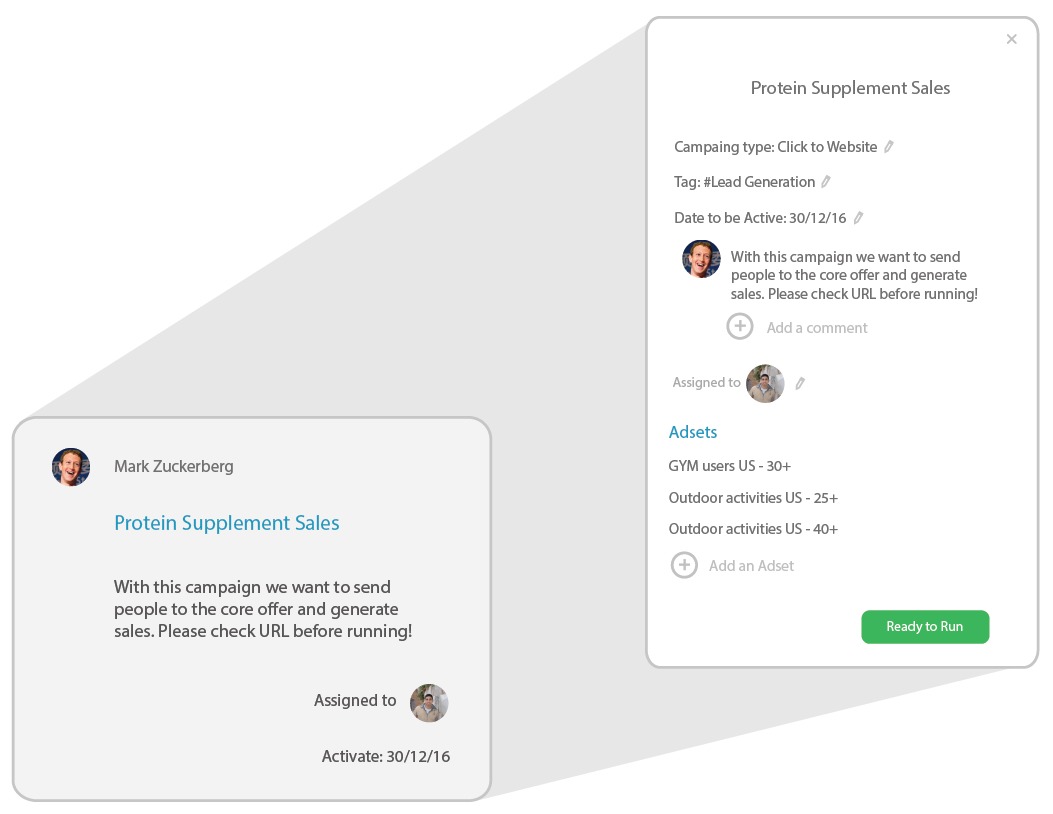 Protein Supplement Sales
Campaing type: Click to Website
Tag: #Lead Generation
Date to be Active: 30/12/16
With this campaign we want to send
people to the core offer and generate
sales. Please check URL before running!
Add a comment
Assigned to
Adsets
GYM users US - 30+
Outdoor activities US - 25+
Outdoor activities US - 40+
Add an Adset
Ready to Run
Mark Zuckerberg
Protein Supplement Sales
With this campaign we want to send
people to the core offer and generate
sales. Please check URL before running!
Assigned to
Activate: 30/12/16